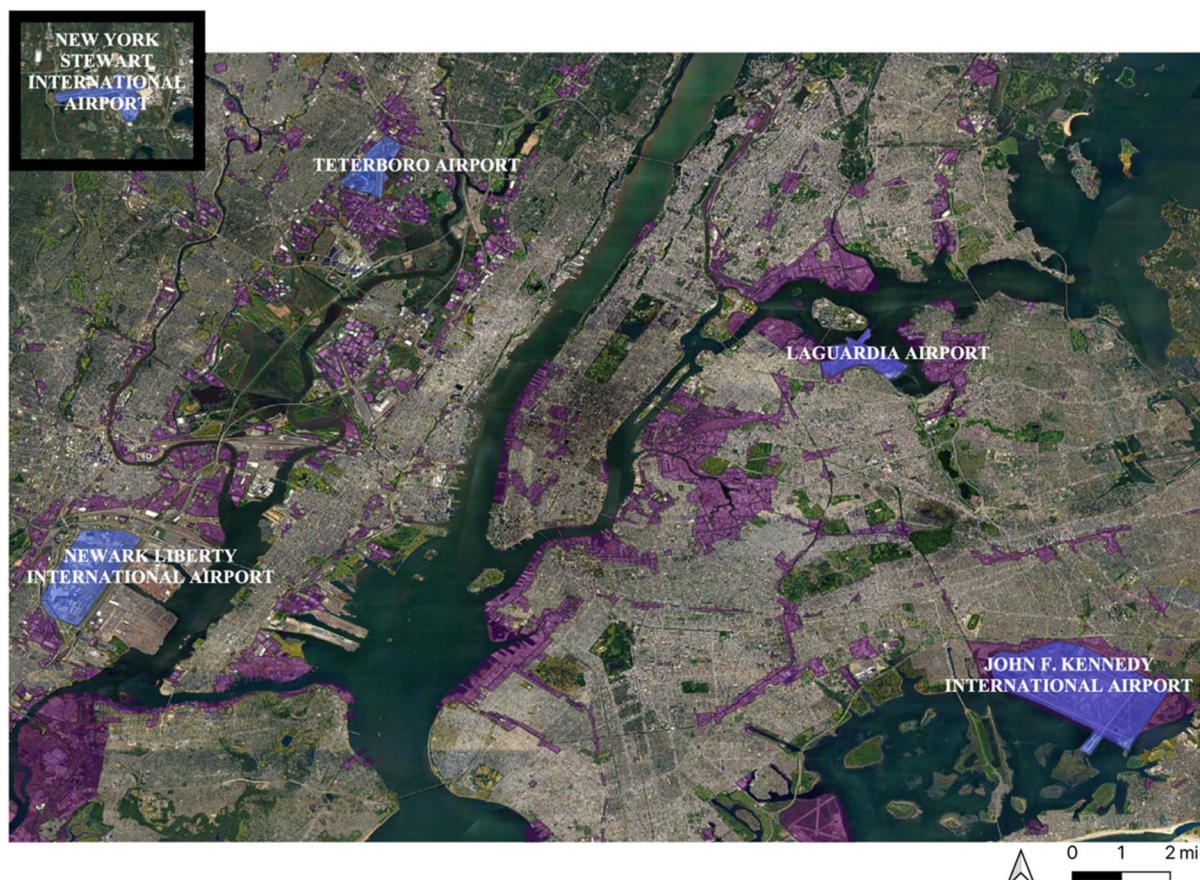 NEW YORK
STEWART
INTERNATIONAL
AIRPORT
TETERBORO AIRPORT
LAGUARDIA AIRPORT
NEWARK LIBERTY
INTERNATIONAL AIRPORT
JOHN F. KENNEDY
INTERNATIONAL AIRPORT
0 1 2 mi